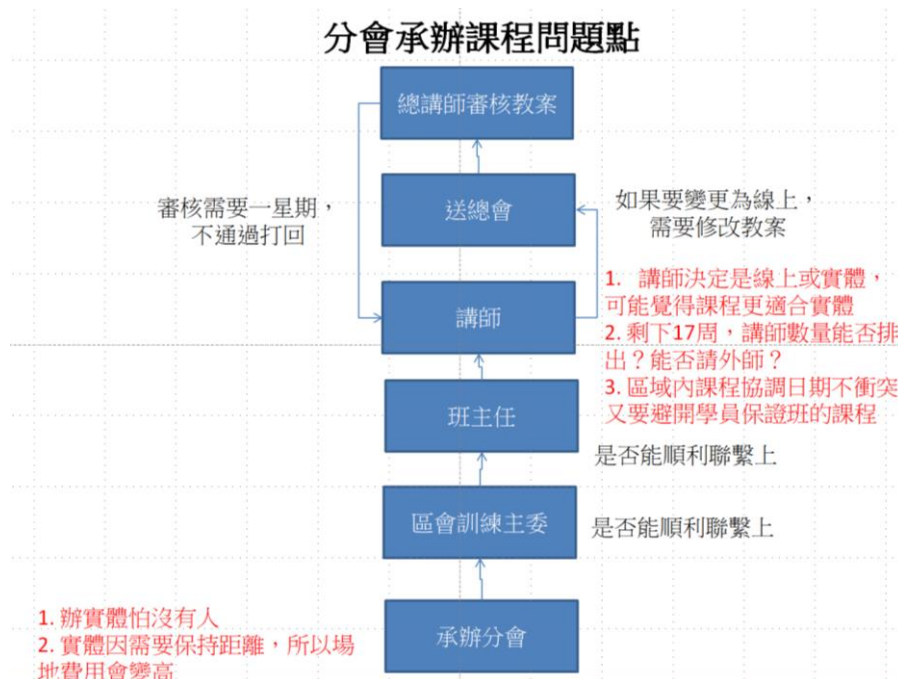 分會承辦課程問題點
總講師審核教案
審核需要一星期，
不通過打回
送總會
如果要變更為線上，
需要修改教案
講師
1. 講師決定是線上或實體，
可能覺得課程更適合實體
2. 剩下17周，講師數量能否排
出？能否請外師？
3. 區域內課程協調日期不衝突
又要避開學員保證班的課程
班主任
是否能順利聯繫上
區會訓練主委
是否能順利聯繫上
承辦分會
1. 辦實體怕沒有人
2. 實體因需要保持距離，所以場
地費用會變高